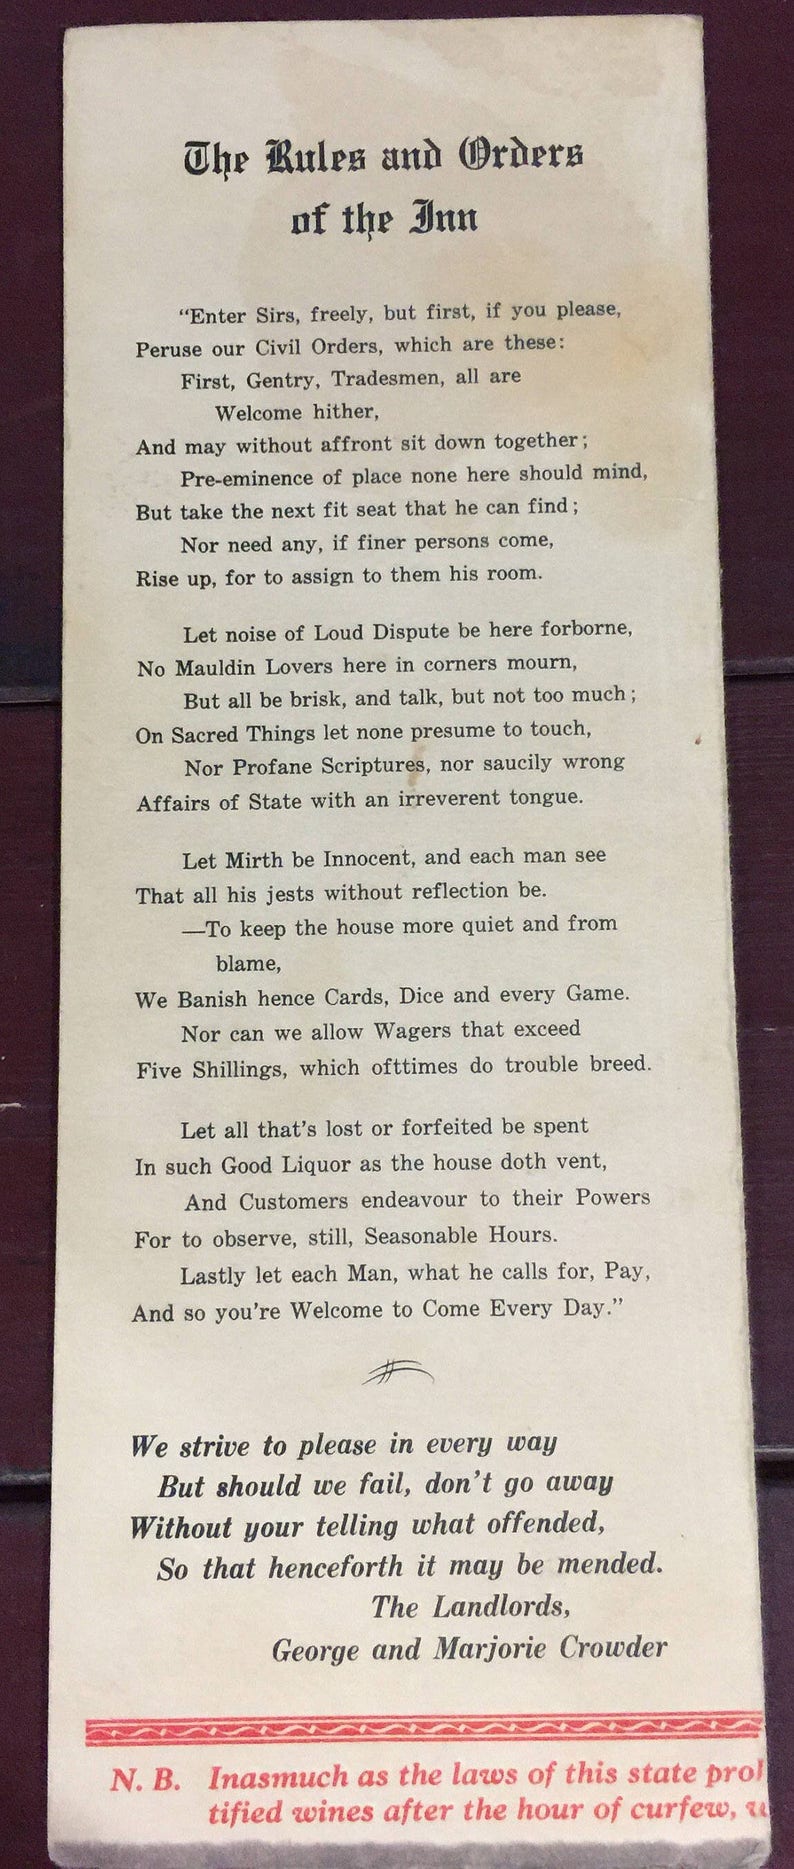 The Rules and Orders
of the Inn
“Enter Sirs, freely, but first, if you please,
Peruse our Civil Orders, which are these:
First, Gentry, Tradesmen, all are
Welcome hither,
And may without affront sit down together;
Pre-eminence of place none here should mind,
But take the next fit seat that he can find;
Nor need any, if finer persons come,
Rise up, for to assign to them his room.
Let noise of Loud Dispute be here forborne,
No Mauldin Lovers here in corners mourn,
But all be brisk, and talk, but not too much;
On Sacred Things let none presume to touch,
Nor Profane Scriptures, nor saucily wrong
Affairs of State with an irreverent tongue.
Let Mirth be Innocent, and each man see
That all his jests without reflection be.
—To keep the house more quiet and from
blame,
We Banish hence Cards, Dice and every Game.
Nor can we allow Wagers that exceed
Five Shillings, which ofttimes do trouble breed.
Let all that's lost or forfeited be spent
In such Good Liquor as the house doth vent,
And Customers endeavour to their Powers
For to observe, still, Seasonable Hours.
Lastly let each Man, what he calls for, Pay,
And so you're Welcome to Come Every Day.”
We strive to please in every way
But should we fail, don't go away
Without your telling what offended,
So that henceforth it may be mended.
The Landlords,
George and Marjorie Crowder
N. B. Inasmuch as the laws of this state
tified wines after the hour of curfew,